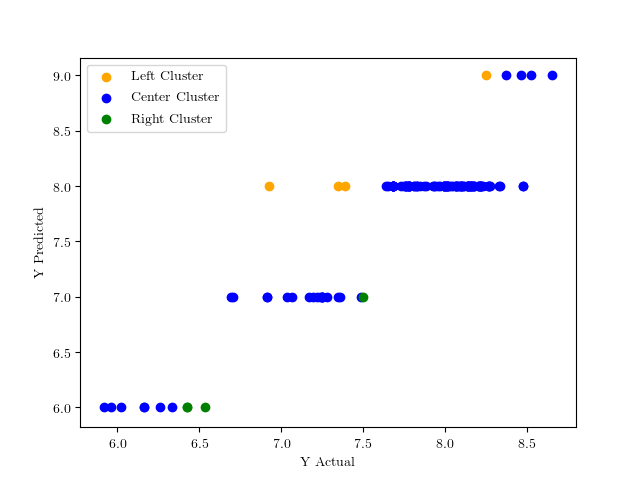 Left Cluster
Center Cluster
Right Cluster
9.0
8.5
8.0
7.5
7.0
6.5
6.0
Y Predicted
6.0 6.5 7.0 7.5 8.0 8.5
Y Actual